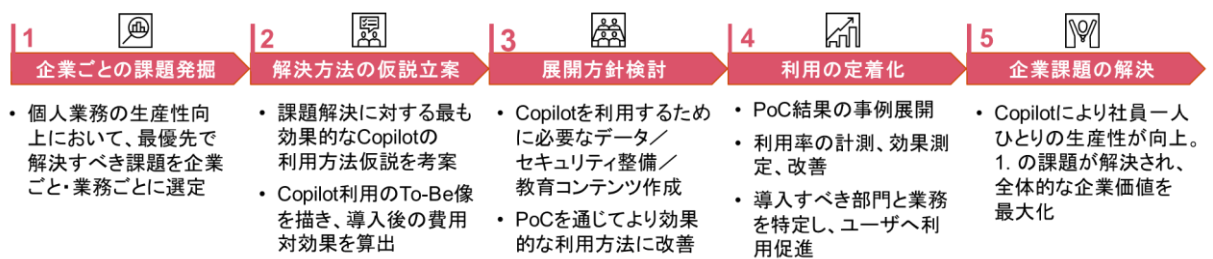 1
企業ごとの課題発掘
• 個人業務の生産性向
上において、最優先で
解決すべき課題を企業
ごと・業務ごとに選定
2
解決方法の仮説立案
• 課題解決に対する最も
効果的なCopilotの
利用方法仮説を考案
• Copilot利用のTo-Be像
を描き、導入後の費用
対効果を算出
3
展開方針検討
• Copilotを利用するため
に必要なデータ／
セキュリティ整備／
教育コンテンツ作成
• PoCを通じてより効果
的な利用方法に改善
4
利用の定着化
• PoC結果の事例展開
• 利用率の計測、効果測
定、改善
• 導入すべき部門と業務
を特定し、ユーザへ利
用促進
5
企業課題の解決
• Copilotにより社員一人
ひとりの生産性が向上。
1. の課題が解決され、
全体的な企業価値を
最大化